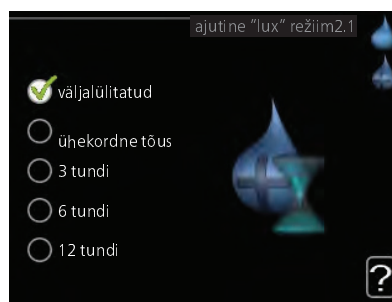 ajutine "lux" režiim2.1
väljalülitatud
ühekordne tõus
3 tundi
6 tundi
12 tundi
?